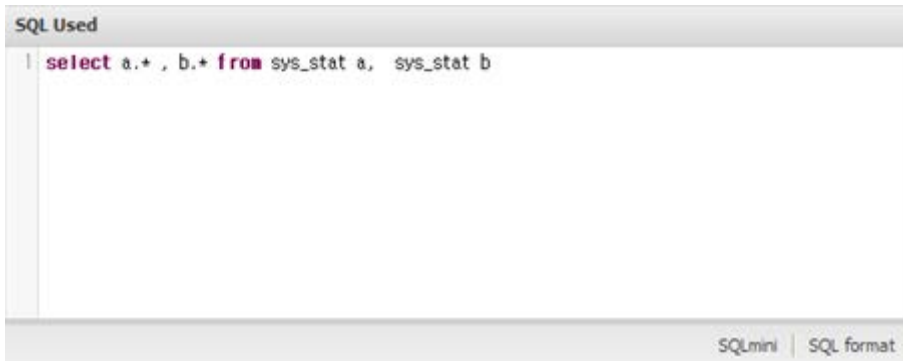 SQL Used
1 select a.* , b.* from sys_stat a, sys_stat b
SQLmini | SQL format